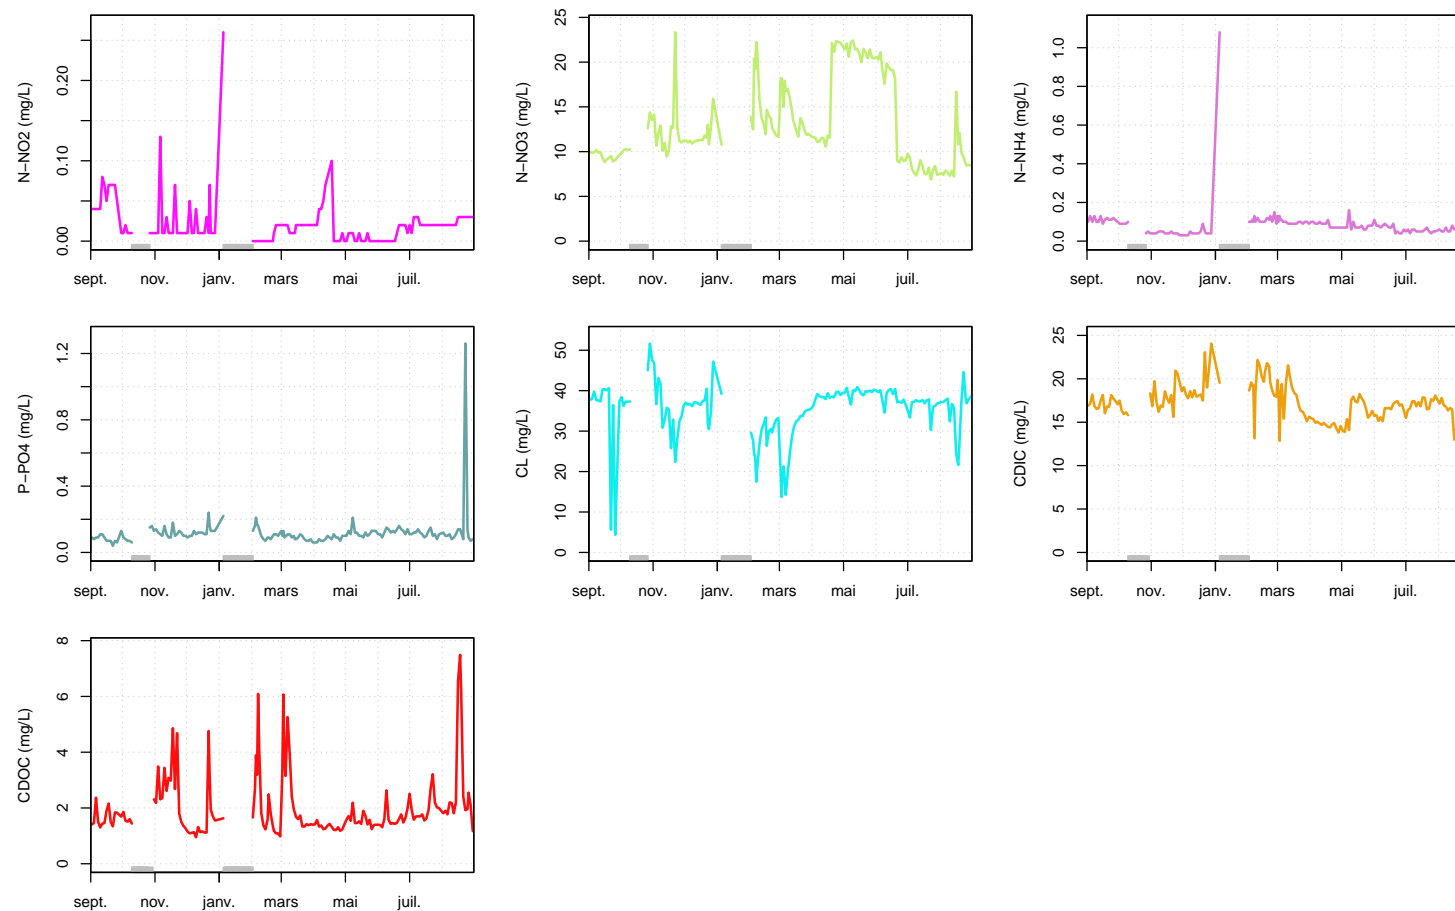 N−NO2 (mg/L)
0.00 0.10 0.20
sept. nov. janv. mars mai juil.
N−NO3 (mg/L)
0 5 10 15 20 25
sept. nov. janv. mars mai juil.
N−NH4 (mg/L)
0.0 0.2 0.4 0.6 0.8 1.0
sept. nov. janv. mars mai juil.
P−PO4 (mg/L)
0.0 0.4 0.8 1.2
sept. nov. janv. mars mai juil.
CL (mg/L)
0 10 20 30 40 50
sept. nov. janv. mars mai juil.
CDIC (mg/L)
0 5 10 15 20 25
sept. nov. janv. mars mai juil.
CDOC (mg/L)
0 2 4 6 8
sept. nov. janv. mars mai juil.